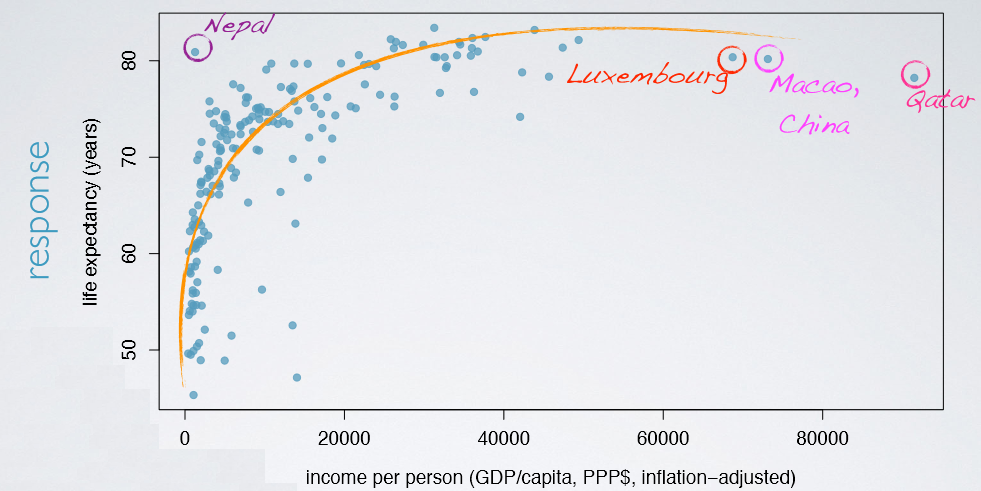 Nepal
80
Luxembourg
Macao,
China
Qatar
70
60
50
response
life expectancy (years)
0 20000 40000 60000 80000
income per person (GDP/capita, PPP$, inflation−adjusted)